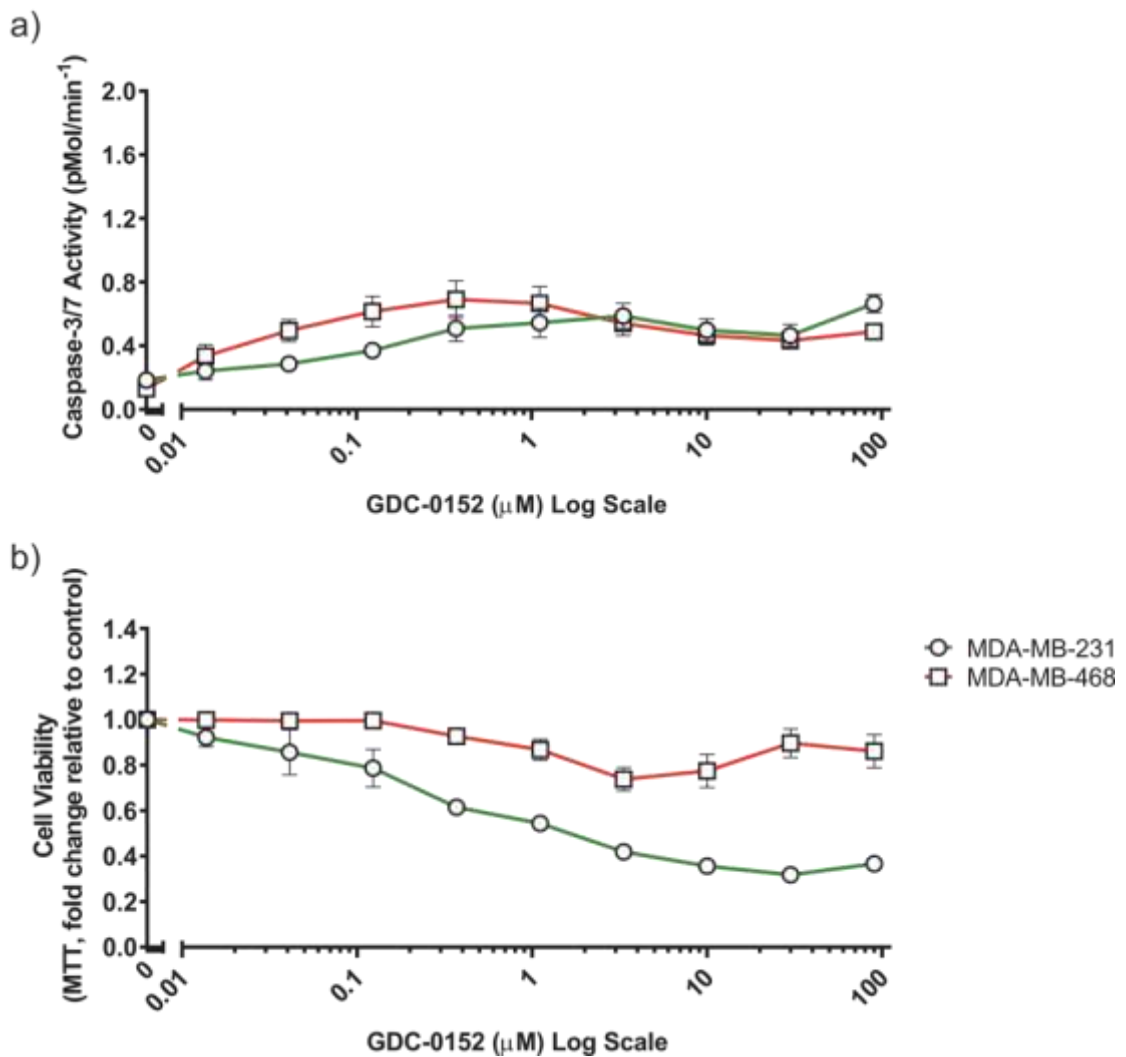 a)
Caspase-3/7 Activity (pMol/min⁻¹)
2.0
1.6
1.2
0.8
0.4
0.0
0
0.01
0.1
1
10
100
GDC-0152 (μM) Log Scale
b)
Cell Viability
(MTT, fold change relative to control)
1.4
1.2
1.0
0.8
0.6
0.4
0.2
0.0
0
0.01
0.1
1
10
100
GDC-0152 (μM) Log Scale
MDA-MB-231
MDA-MB-468